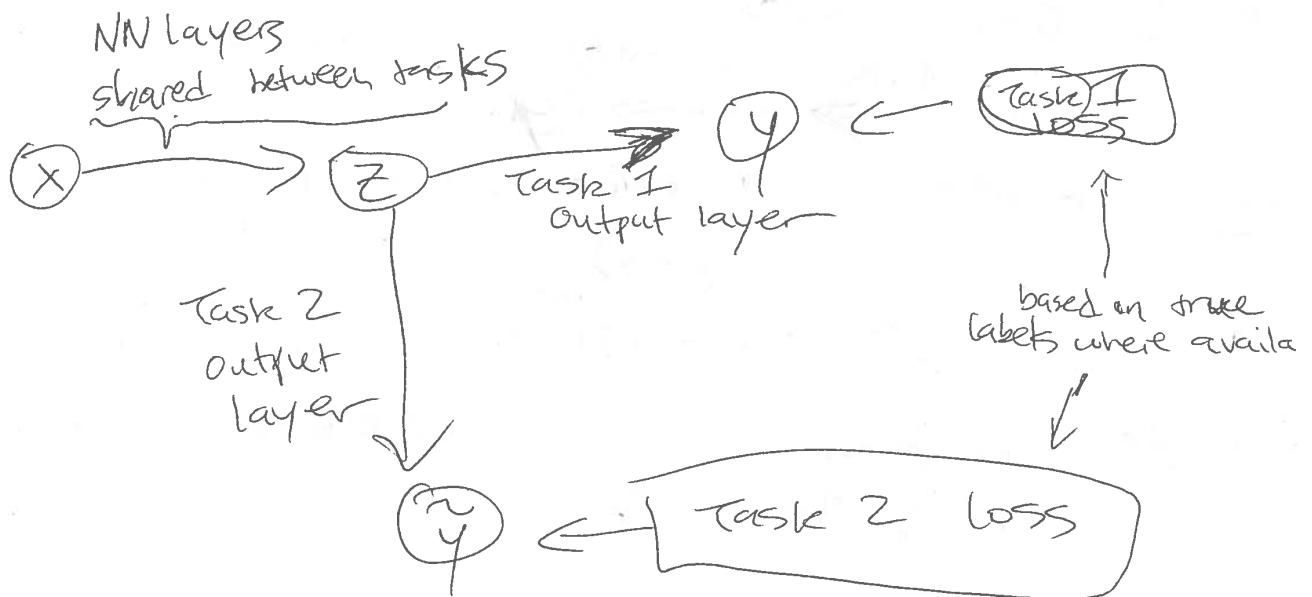 NN layers
shared between tasks
X
Z
Task 1
output layer
y
Task 1
loss
based on true
labels where availa
Task 2
output
layer
ỹ
Task 2 loss